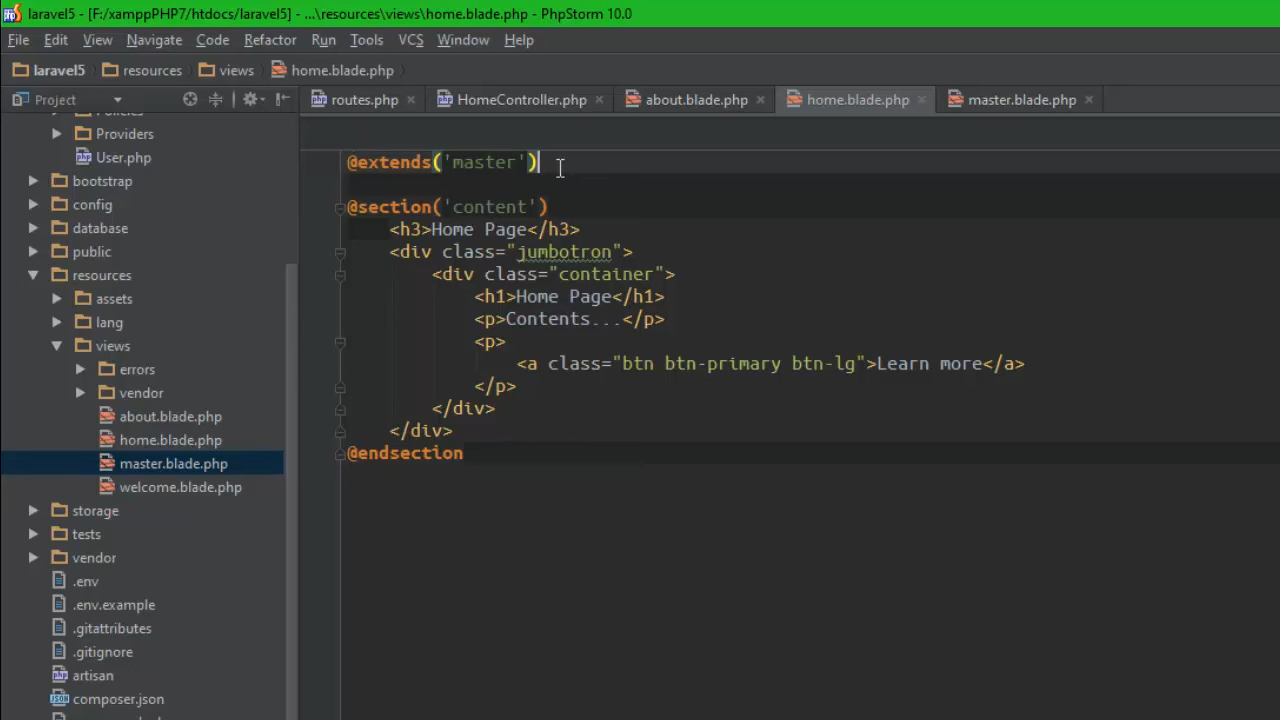 laravel5 - [F:/xamppPHP7/htdocs/laravel5] - ...\resources\views\home.blade.php - PhpStorm 10.0
File Edit View Navigate Code Refactor Run Tools VCS Window Help
laravel5 resources views home.blade.php
Project routes.php HomeController.php about.blade.php home.blade.php master.blade.php
Providers
User.php
bootstrap
config
database
public
resources
assets
lang
views
errors
vendor
about.blade.php
home.blade.php
master.blade.php
welcome.blade.php
storage
tests
vendor
.env
.env.example
.gitattributes
.gitignore
artisan
composer.json
@extends('master')
@section('content')
<h3>Home Page</h3>
<div class="jumbotron">
<div class="container">
<h1>Home Page</h1>
<p>Contents...</p>
<p>
<a class="btn btn-primary btn-lg">Learn more</a>
</p>
</div>
</div>
@endsection